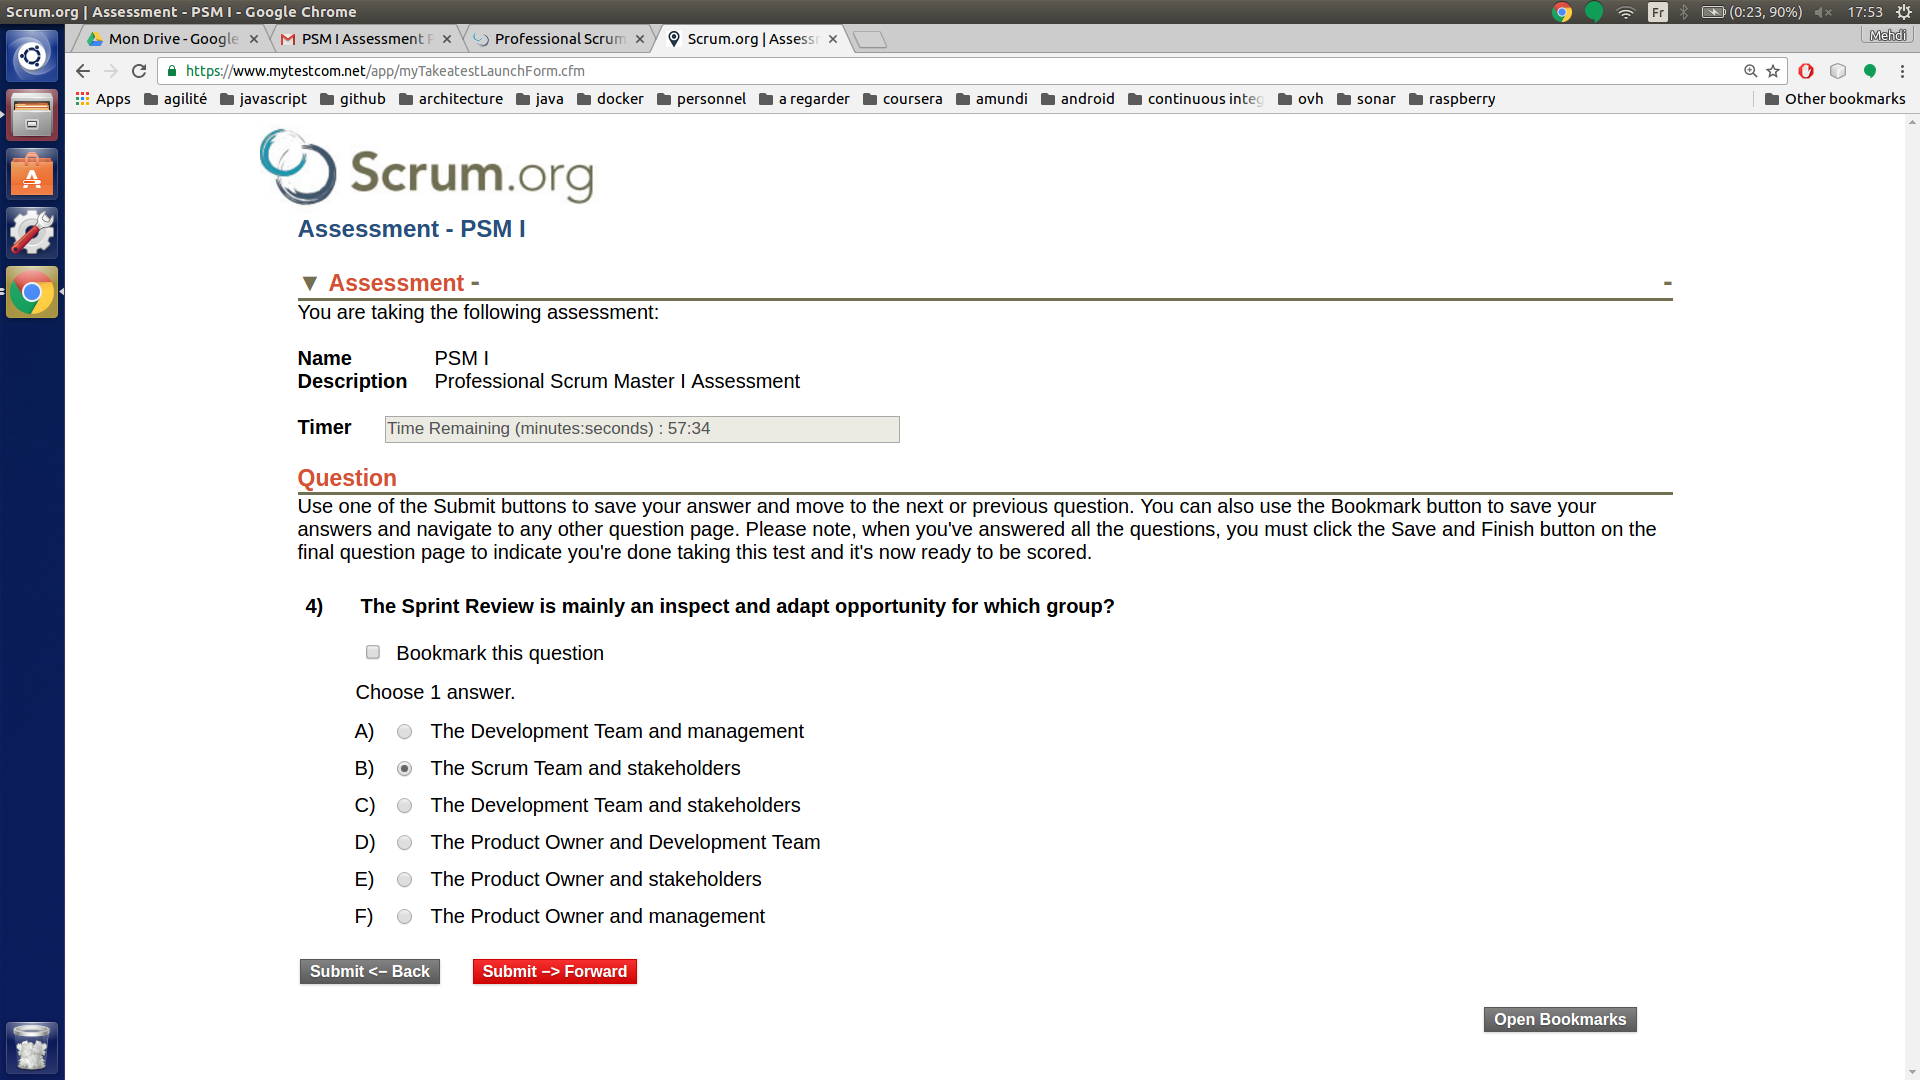 Scrum.org | Assessment - PSM I - Google Chrome
Fr
(0:23, 90%)
17:53
Mon Drive - Google
PSM I Assessment
Professional Scrum
Scrum.org | Assess
Mehdi
https://www.mytestcom.net/app/myTakeatestLaunchForm.cfm
Apps agilité javascript github architecture java docker personnel a regarder coursera amundi android continuous integ ovh sonar raspberry Other bookmarks
Scrum.org
Assessment - PSM I
▼ Assessment - -
You are taking the following assessment:
Name PSM I
Description Professional Scrum Master I Assessment
Timer Time Remaining (minutes:seconds) : 57:34
Question
Use one of the Submit buttons to save your answer and move to the next or previous question. You can also use the Bookmark button to save your
answers and navigate to any other question page. Please note, when you've answered all the questions, you must click the Save and Finish button on the
final question page to indicate you're done taking this test and it's now ready to be scored.
4) The Sprint Review is mainly an inspect and adapt opportunity for which group?
Bookmark this question
Choose 1 answer.
A) The Development Team and management
B) The Scrum Team and stakeholders
C) The Development Team and stakeholders
D) The Product Owner and Development Team
E) The Product Owner and stakeholders
F) The Product Owner and management
Submit <– Back Submit –> Forward
Open Bookmarks